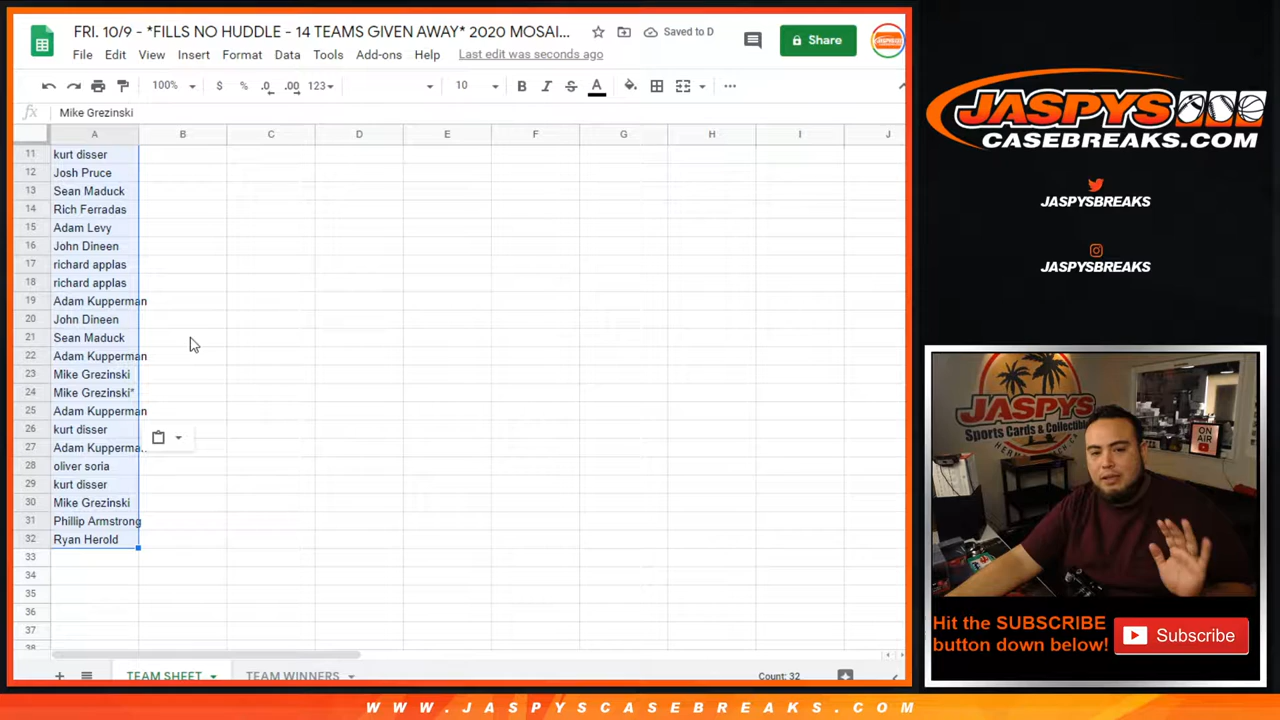 FRI. 10/9 - *FILLS NO HUDDLE - 14 TEAMS GIVEN AWAY* 2020 MOSAI...
Saved to D
Share
File Edit View Insert Format Data Tools Add-ons Help Last edit was seconds ago
100% $ % .0 .00 123 10 B I S A
fx Mike Grezinski
A B C D E F G H I J
11 kurt disser
12 Josh Pruce
13 Sean Maduck
14 Rich Ferradas
15 Adam Levy
16 John Dineen
17 richard applas
18 richard applas
19 Adam Kupperman
20 John Dineen
21 Sean Maduck
22 Adam Kupperman
23 Mike Grezinski
24 Mike Grezinski*
25 Adam Kupperman
26 kurt disser
27 Adam Kupperma
28 oliver soria
29 kurt disser
30 Mike Grezinski
31 Phillip Armstrong
32 Ryan Herold
33
34
35
36
37
38
TEAM SHEET TEAM WINNERS Count: 32
JASPYS
CASEBREAKS.COM
JASPYSBREAKS
JASPYSBREAKS
JASPYS
Sports Cards & Collectibles
HERMOSA
ON
AIR
Hit the SUBSCRIBE
button down below!
Subscribe
WWW.JASPYSCASEBREAKS.COM